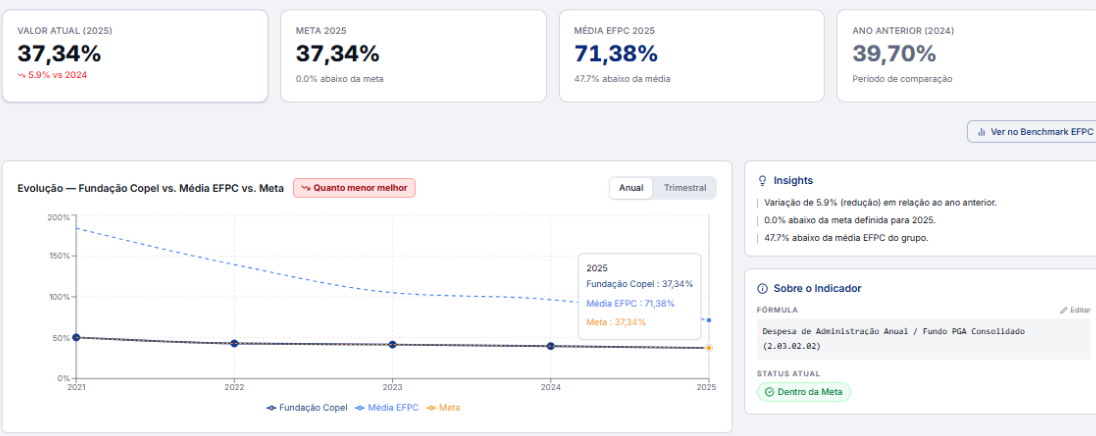 VALOR ATUAL (2025)
37,34%
5.9% vs 2024
META 2025
37,34%
0.0% abaixo da meta
MÉDIA EFPC 2025
71,38%
47.7% abaixo da média
ANO ANTERIOR (2024)
39,70%
Período de comparação
Ver no Benchmark EFPC
Evolução — Fundação Copel vs. Média EFPC vs. Meta
Quanto menor melhor
Anual
Trimestral
200%
150%
100%
50%
0%
2021
2022
2023
2024
2025
2025
Fundação Copel : 37,34%
Média EFPC : 71,38%
Meta : 37,34%
Fundação Copel
Média EFPC
Meta
Insights
Variação de 5.9% (redução) em relação ao ano anterior.
0.0% abaixo da meta definida para 2025.
47.7% abaixo da média EFPC do grupo.
Sobre o Indicador
FÓRMULA
Editar
Despesa de Administração Anual / Fundo PGA Consolidado
(2.03.02.02)
STATUS ATUAL
Dentro da Meta